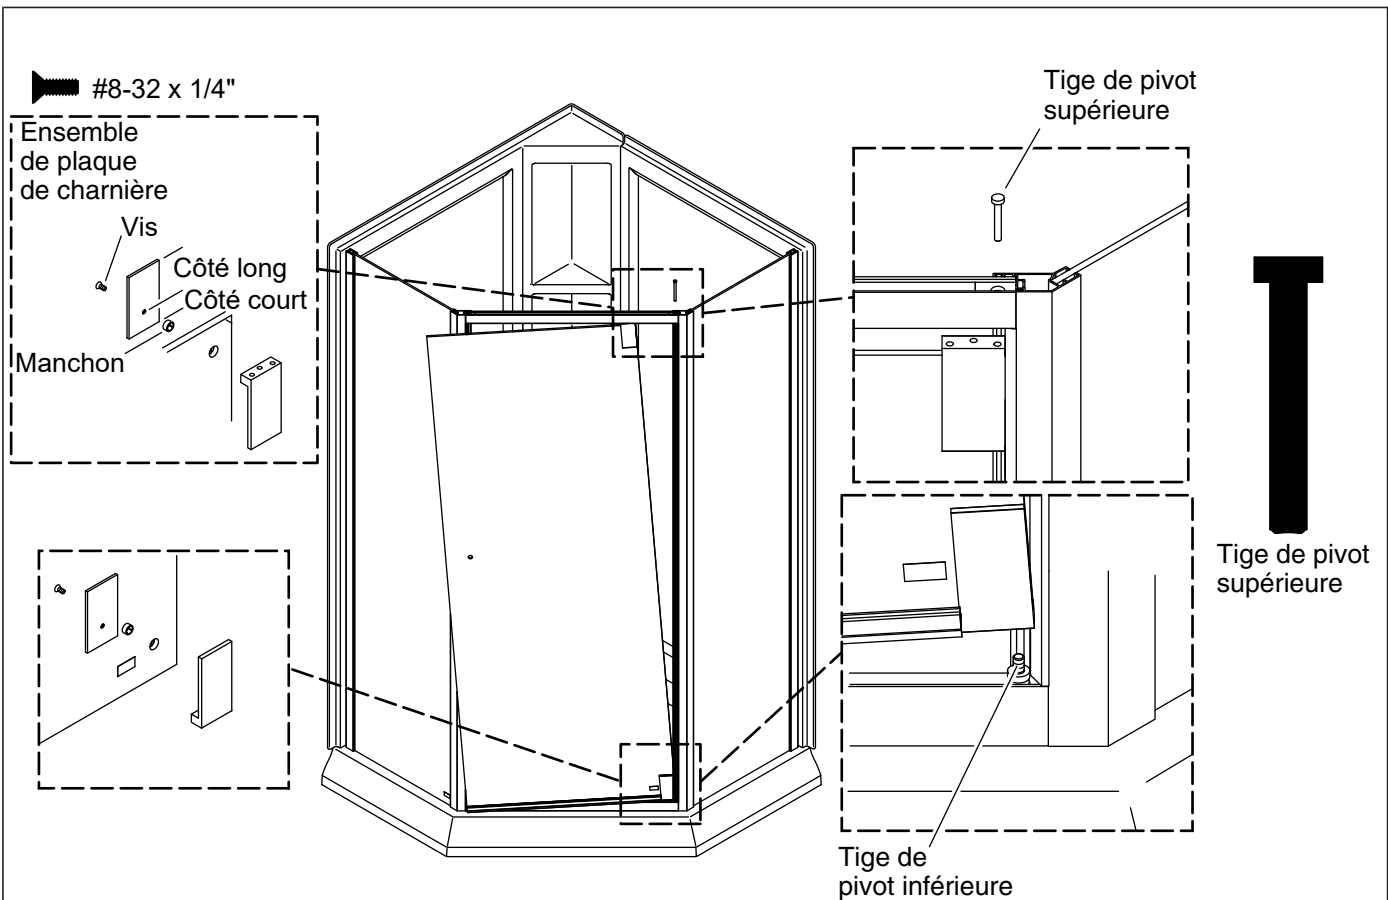 #8-32 x 1/4"
Ensemble
de plaque
de charnière
Vis
Côté long
Côté court
Manchon
Tige de pivot
supérieure
Tige de pivot
supérieure
Tige de
pivot inférieure